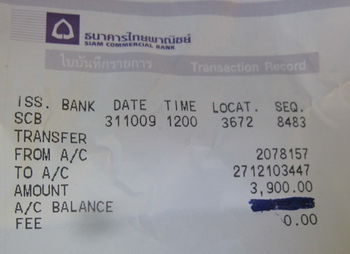 ธนาคารไทยพาณิชย์
SIAM COMMERCIAL BANK
ใบบันทึกรายการ Transaction Record
ISS. BANK DATE TIME LOCAT. SEQ.
SCB 311009 1200 3672 8483
TRANSFER
FROM A/C 2078157
TO A/C 2712103447
AMOUNT 3,900.00
A/C BALANCE
FEE 0.00